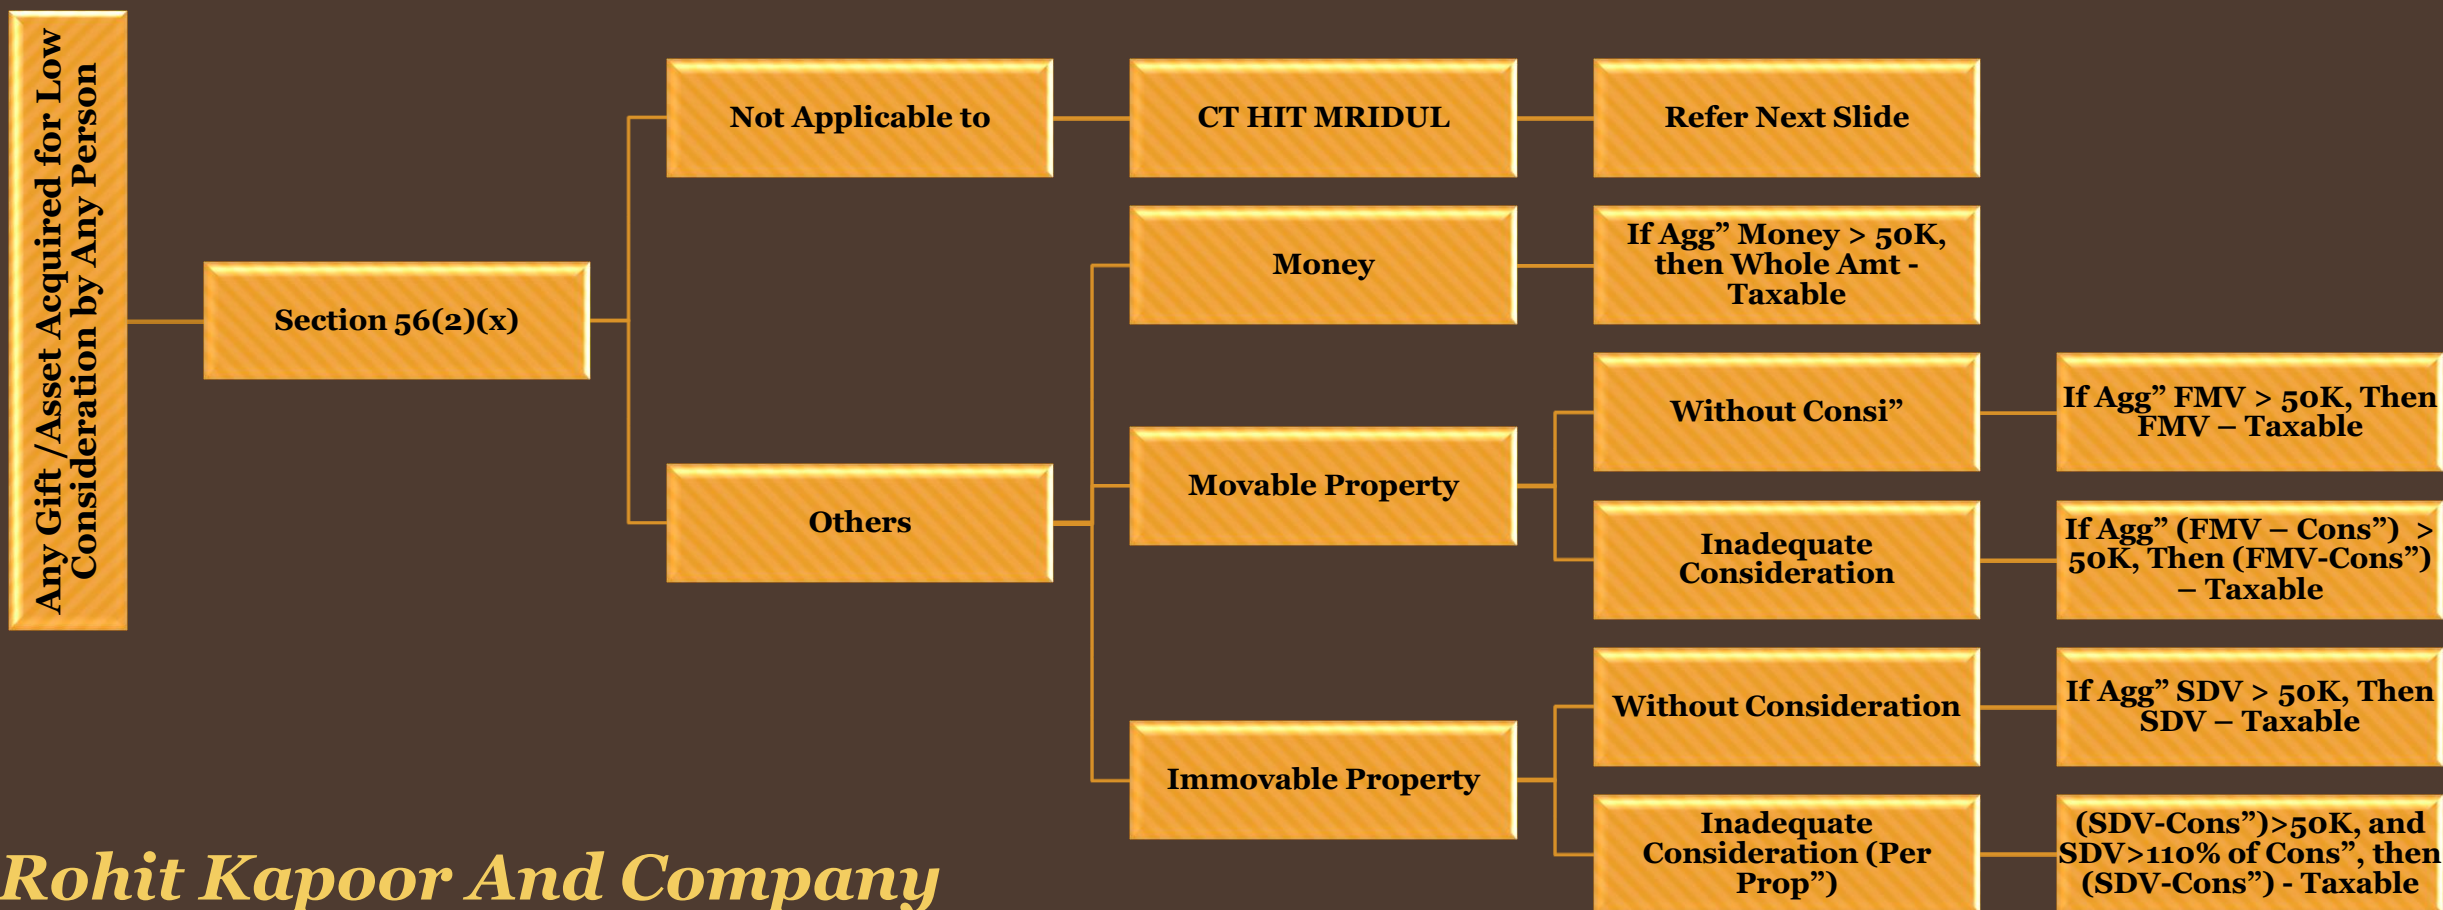 Any Gift /Asset Acquired for Low
Consideration by Any Person
Section 56(2)(x)
Not Applicable to
CT HIT MRIDUL
Refer Next Slide
Others
Money
If Agg” Money > 50K,
then Whole Amt -
Taxable
Movable Property
Without Consi”
If Agg” FMV > 50K, Then
FMV – Taxable
Inadequate
Consideration
If Agg” (FMV – Cons”) >
50K, Then (FMV-Cons”)
– Taxable
Immovable Property
Without Consideration
If Agg” SDV > 50K, Then
SDV – Taxable
Inadequate
Consideration (Per
Prop”)
(SDV-Cons”)>50K, and
SDV>110% of Cons”, then
(SDV-Cons”) - Taxable
Rohit Kapoor And Company